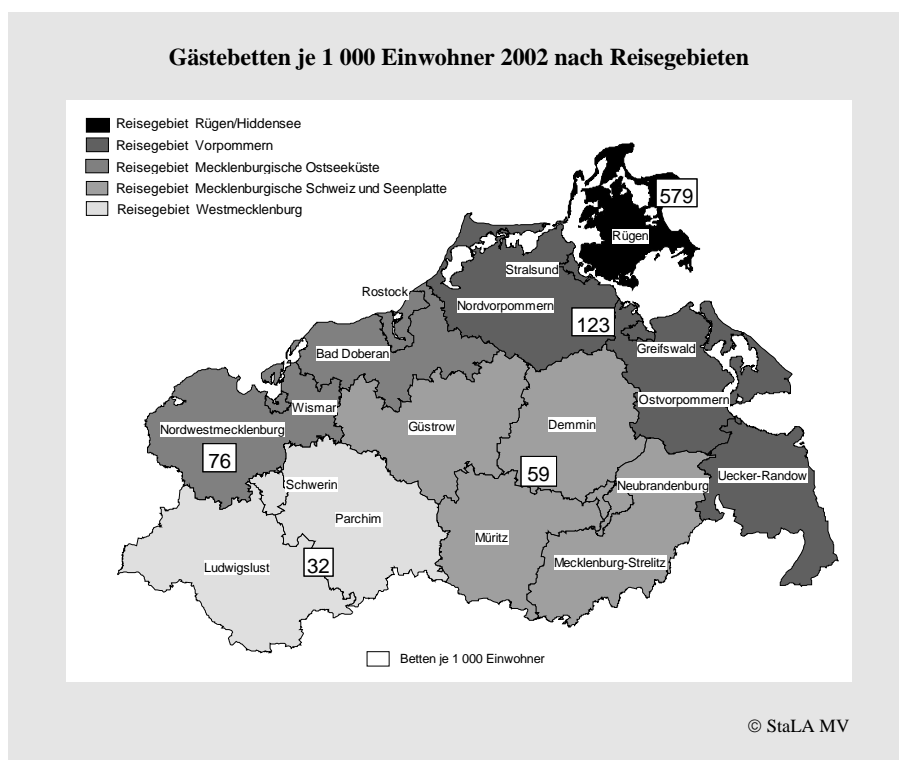 Gästebetten je 1 000 Einwohner 2002 nach Reisegebieten
Reisegebiet Rügen/Hiddensee
Reisegebiet Vorpommern
Reisegebiet Mecklenburgische Ostseeküste
Reisegebiet Mecklenburgische Schweiz und Seenplatte
Reisegebiet Westmecklenburg
579
Rügen
Stralsund
Rostock
Nordvorpommern
123
Bad Doberan
Greifswald
Wismar
Ostvorpommern
Nordwestmecklenburg
Güstrow
Demmin
76
59
Uecker-Randow
Schwerin
Neubrandenburg
Parchim
Müritz
32
Ludwigslust
Mecklenburg-Strelitz
Betten je 1 000 Einwohner
© StaLA MV